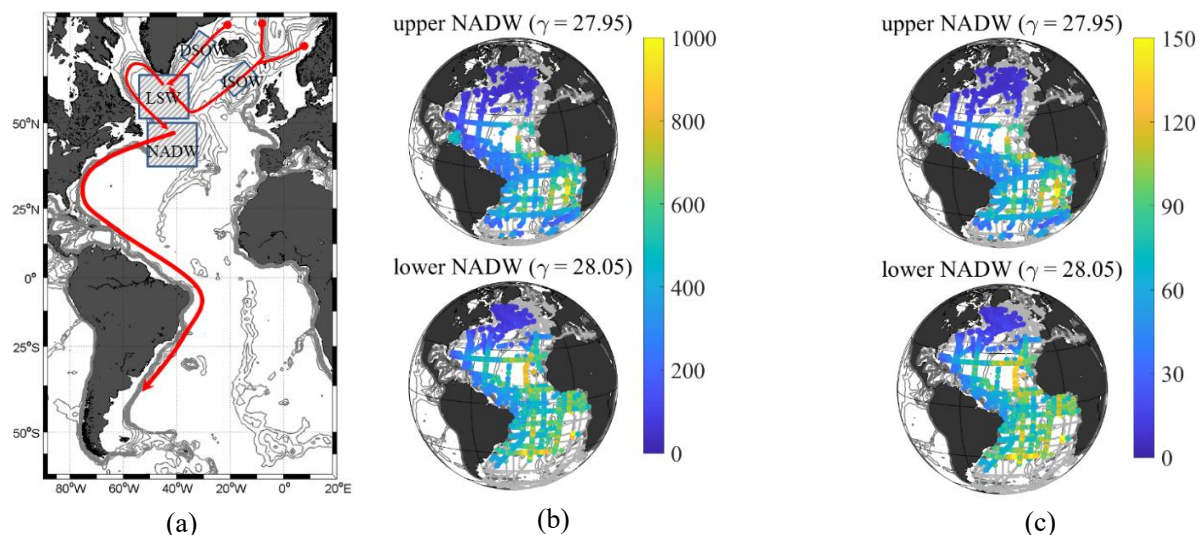 DSOW
ISOW
LSW
NADW
50°N
25°N
0°
25°S
50°S
80°W 60°W 40°W 20°W 0° 20°E
(a)
upper NADW (γ = 27.95)
lower NADW (γ = 28.05)
1000
800
600
400
200
0
(b)
upper NADW (γ = 27.95)
lower NADW (γ = 28.05)
150
120
90
60
30
0
(c)